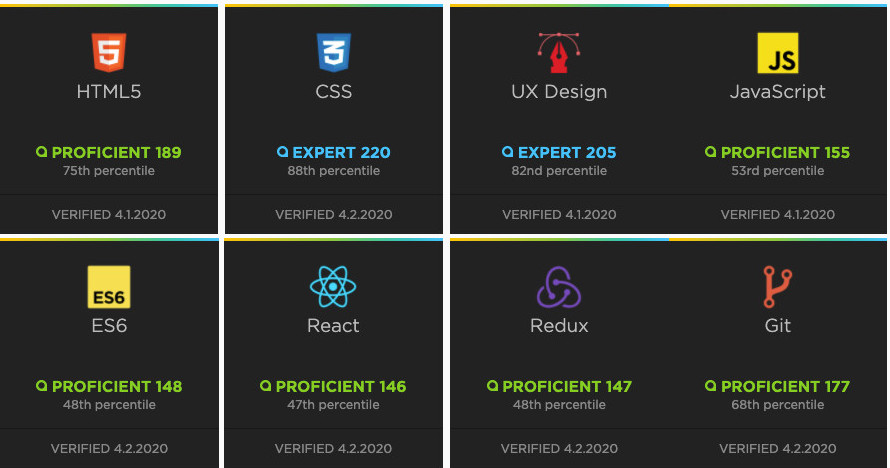 5
HTML5
PROFICIENT 189
75th percentile
VERIFIED 4.1.2020
3
CSS
EXPERT 220
88th percentile
VERIFIED 4.2.2020
UX Design
EXPERT 205
82nd percentile
VERIFIED 4.1.2020
JS
JavaScript
PROFICIENT 155
53rd percentile
VERIFIED 4.1.2020
ES6
ES6
PROFICIENT 148
48th percentile
VERIFIED 4.2.2020
React
PROFICIENT 146
47th percentile
VERIFIED 4.2.2020
Redux
PROFICIENT 147
48th percentile
VERIFIED 4.2.2020
Git
PROFICIENT 177
68th percentile
VERIFIED 4.2.2020